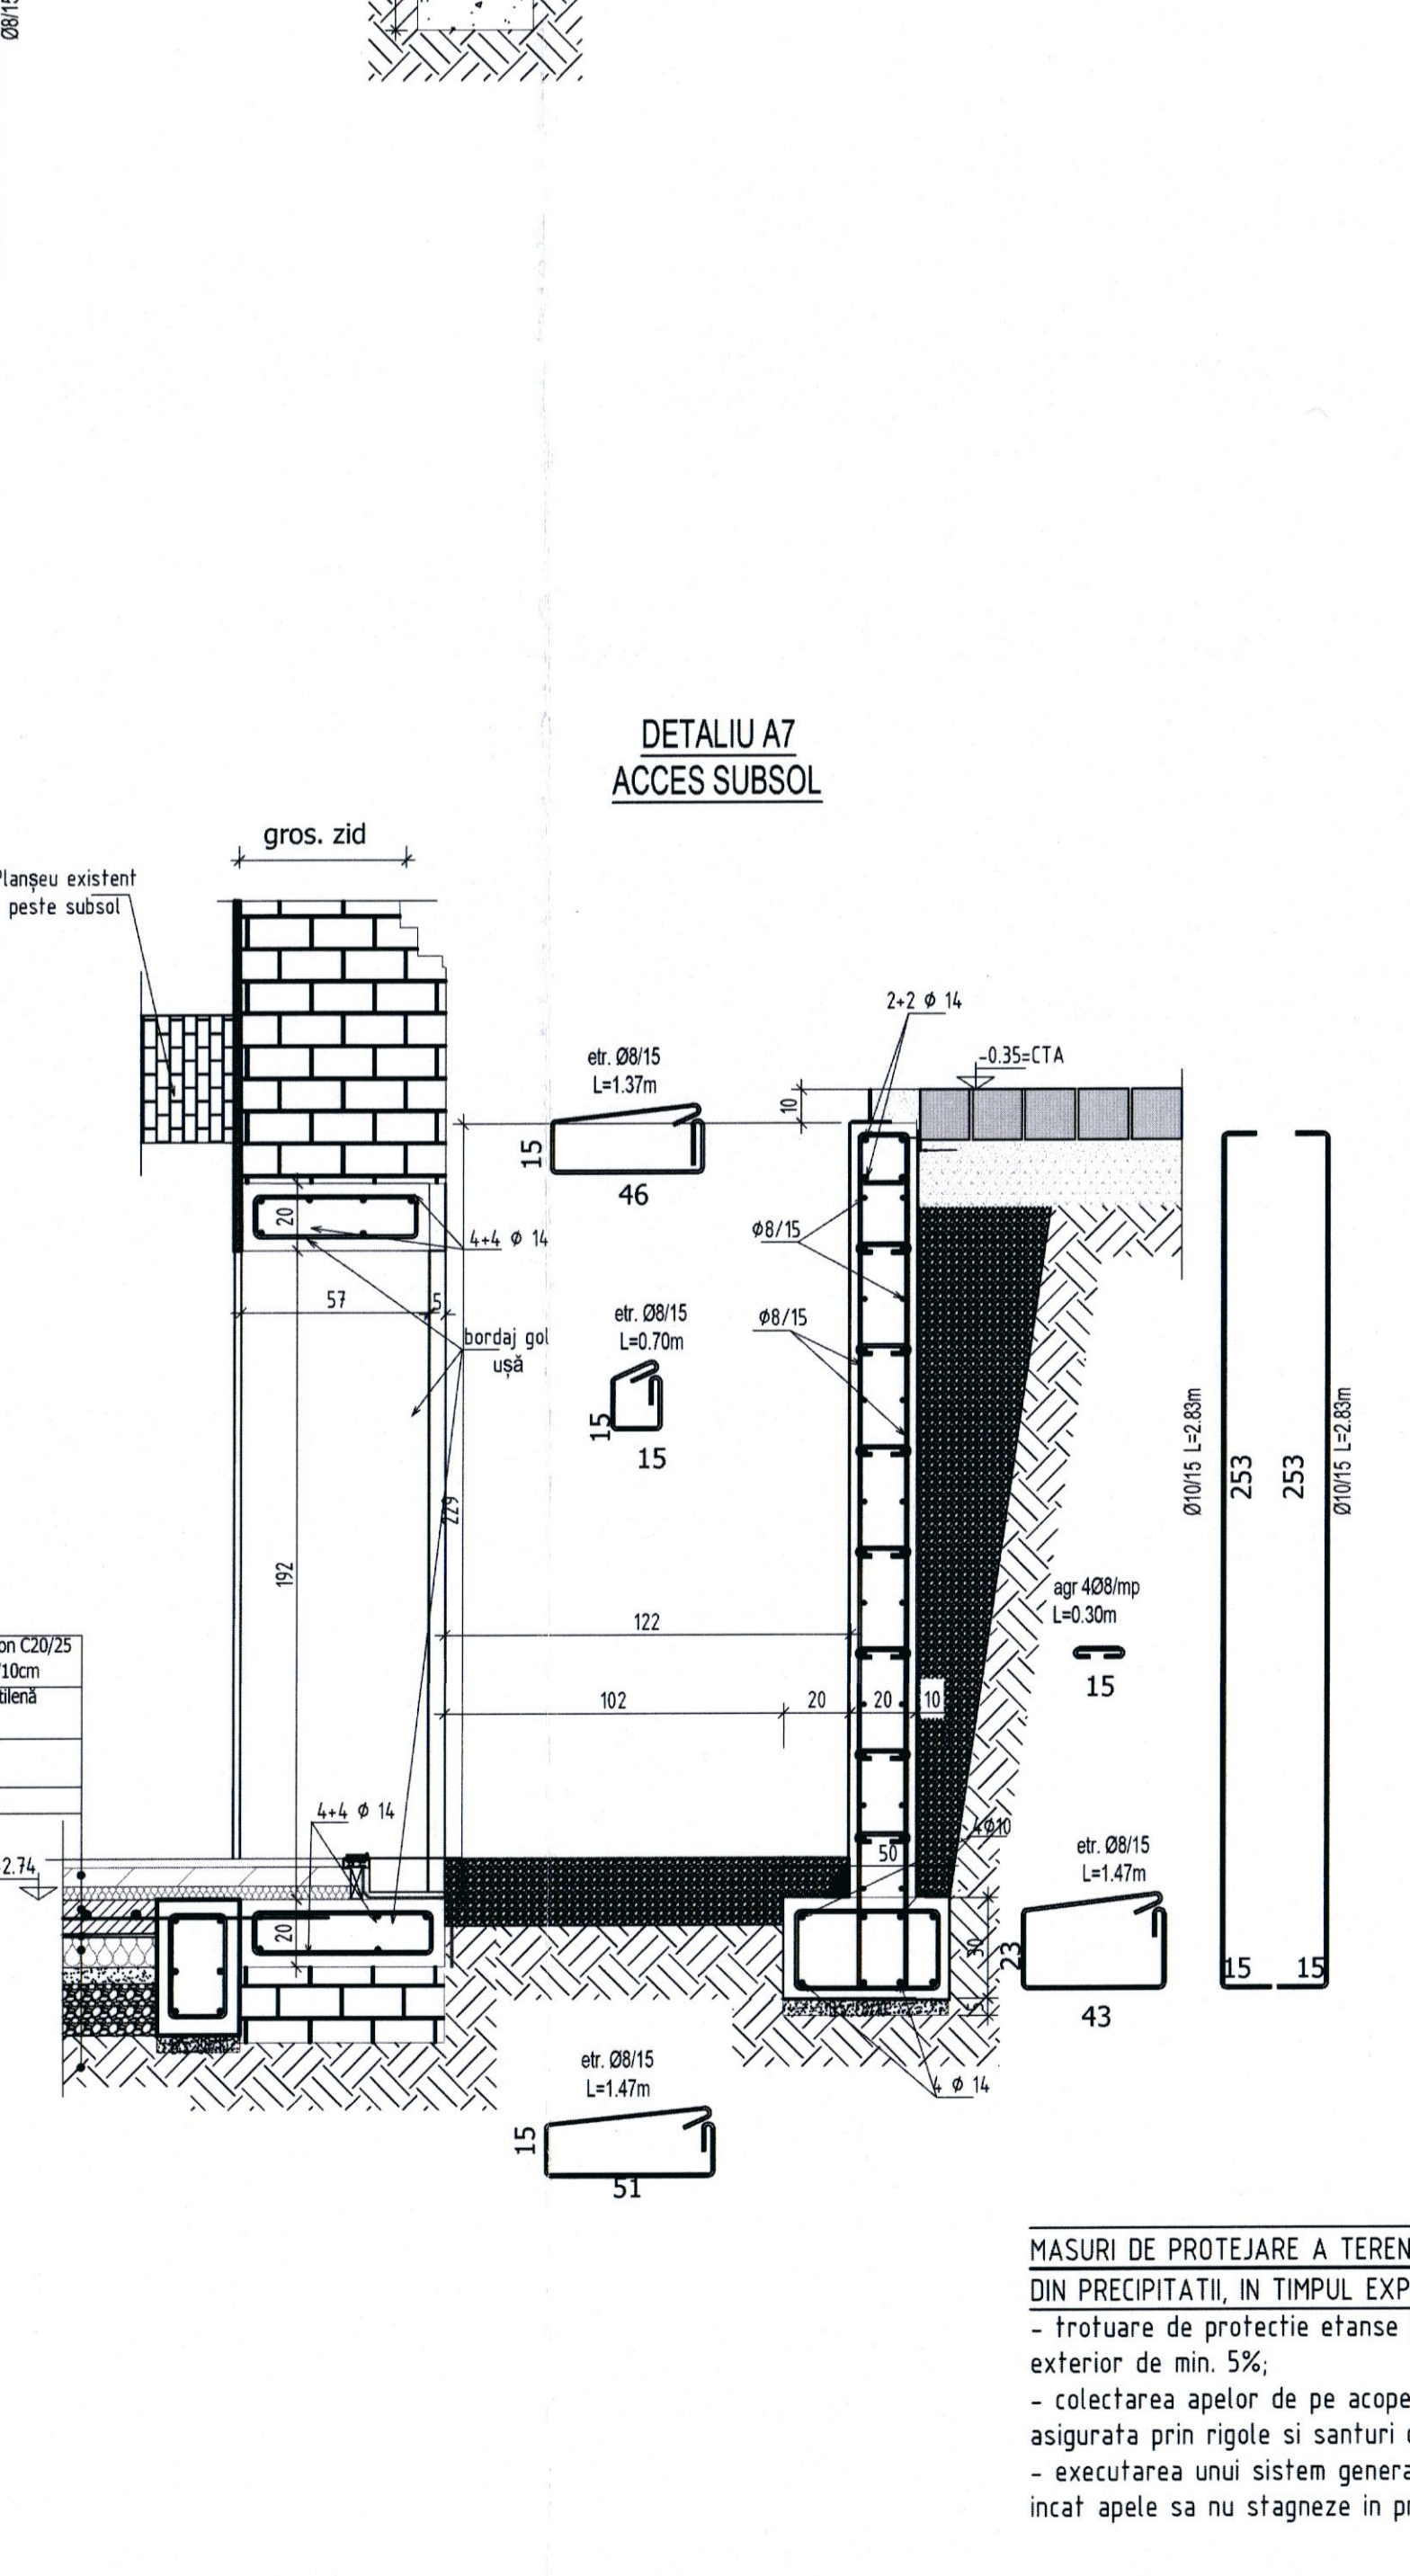 Ø8/15
DETALIU A7
ACCES SUBSOL
gros. zid
Planșeu existent
peste subsol
2+2 Ø 14
-0.35=CTA
etr. Ø8/15
L=1.37m
10
15
46
20
4+4 Ø 14
Ø8/15
57
5
etr. Ø8/15
L=0.70m
Ø8/15
bordaj gol
ușă
15
15
Ø10/15 L=2.83m
253
253
Ø10/15 L=2.83m
229
192
agr 4Ø8/mp
L=0.30m
15
122
on C20/25
/10cm
tilenă
102
20
20
10
4+4 Ø 14
4Ø10
50
etr. Ø8/15
L=1.47m
2.74
20
30
23
15
15
5
43
etr. Ø8/15
L=1.47m
4 Ø 14
15
51
MASURI DE PROTEJARE A TEREN
DIN PRECIPITATII, IN TIMPUL EXP
- trotuare de protectie etanse
exterior de min. 5%;
- colectarea apelor de pe acope
asigurata prin rigole si santuri
- executarea unui sistem genera
incat apele sa nu stagneze in pr